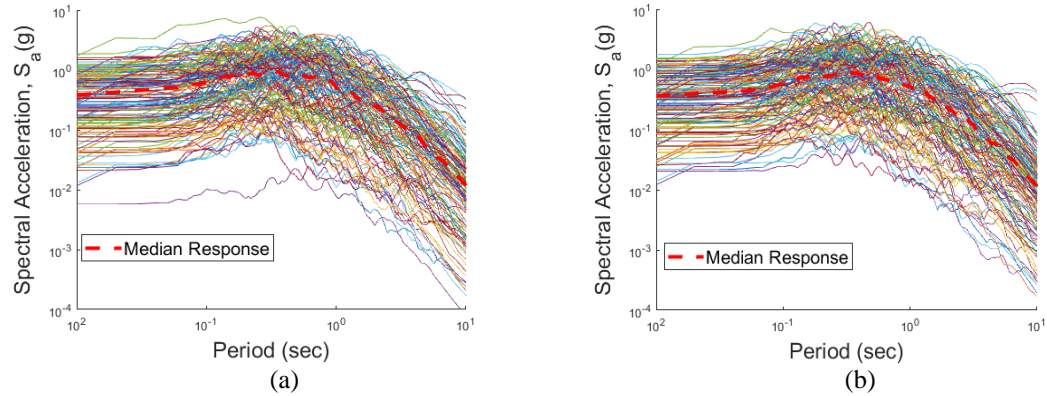 10^1
10^0
10^-1
10^-2
10^-3
10^-4
Spectral Acceleration, S_a(g)
Median Response
10^2
10^-1
10^0
10^1
Period (sec)
(a)
10^1
10^0
10^-1
10^-2
10^-3
10^-4
Spectral Acceleration, S_a(g)
Median Response
10^2
10^-1
10^0
10^1
Period (sec)
(b)